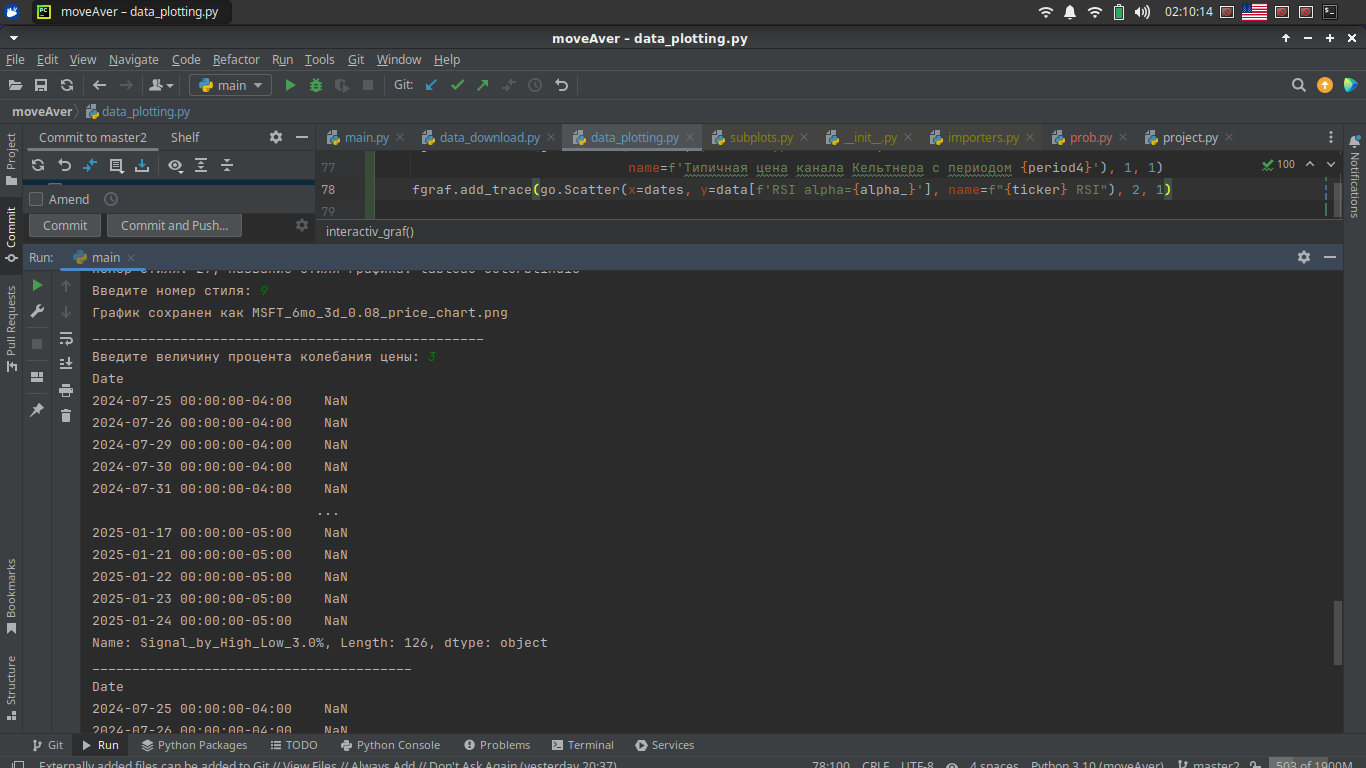 moveAver – data_plotting.py
02:10:14
moveAver – data_plotting.py
File Edit View Navigate Code Refactor Run Tools Git Window Help
main
Git:
moveAver
data_plotting.py
Commit to master2 Shelf
main.py data_download.py data_plotting.py subplots.py __init__.py importers.py prob.py project.py
Project
Commit
Pull Requests
Bookmarks
Structure
Notifications
Amend
Commit
Commit and Push...
77 name=f'Типичная цена канала Кельтнера с периодом {period4}'), 1, 1)
100
78 fgraf.add_trace(go.Scatter(x=dates, y=data[f'RSI alpha={alpha_}'], name=f"{ticker} RSI"), 2, 1)
79
interactiv_graf()
Run: main
Введите номер стиля: 9
График сохранен как MSFT_6mo_3d_0.08_price_chart.png
_________________________________________________
Введите величину процента колебания цены: 3
Date
2024-07-25 00:00:00-04:00 NaN
2024-07-26 00:00:00-04:00 NaN
2024-07-29 00:00:00-04:00 NaN
2024-07-30 00:00:00-04:00 NaN
2024-07-31 00:00:00-04:00 NaN
...
2025-01-17 00:00:00-05:00 NaN
2025-01-21 00:00:00-05:00 NaN
2025-01-22 00:00:00-05:00 NaN
2025-01-23 00:00:00-05:00 NaN
2025-01-24 00:00:00-05:00 NaN
Name: Signal_by_High_Low_3.0%, Length: 126, dtype: object
________________________________________
Date
2024-07-25 00:00:00-04:00 NaN
2024-07-26 00:00:00-04:00 NaN
Git Run Python Packages TODO Python Console Problems Terminal Services
Externally added files can be added to Git // View Files // Always Add // Don't Ask Again (yesterday 20:37)
78:100 CRLF UTF-8 4 spaces Python 3.10 (moveAver) master2 503 of 1900M